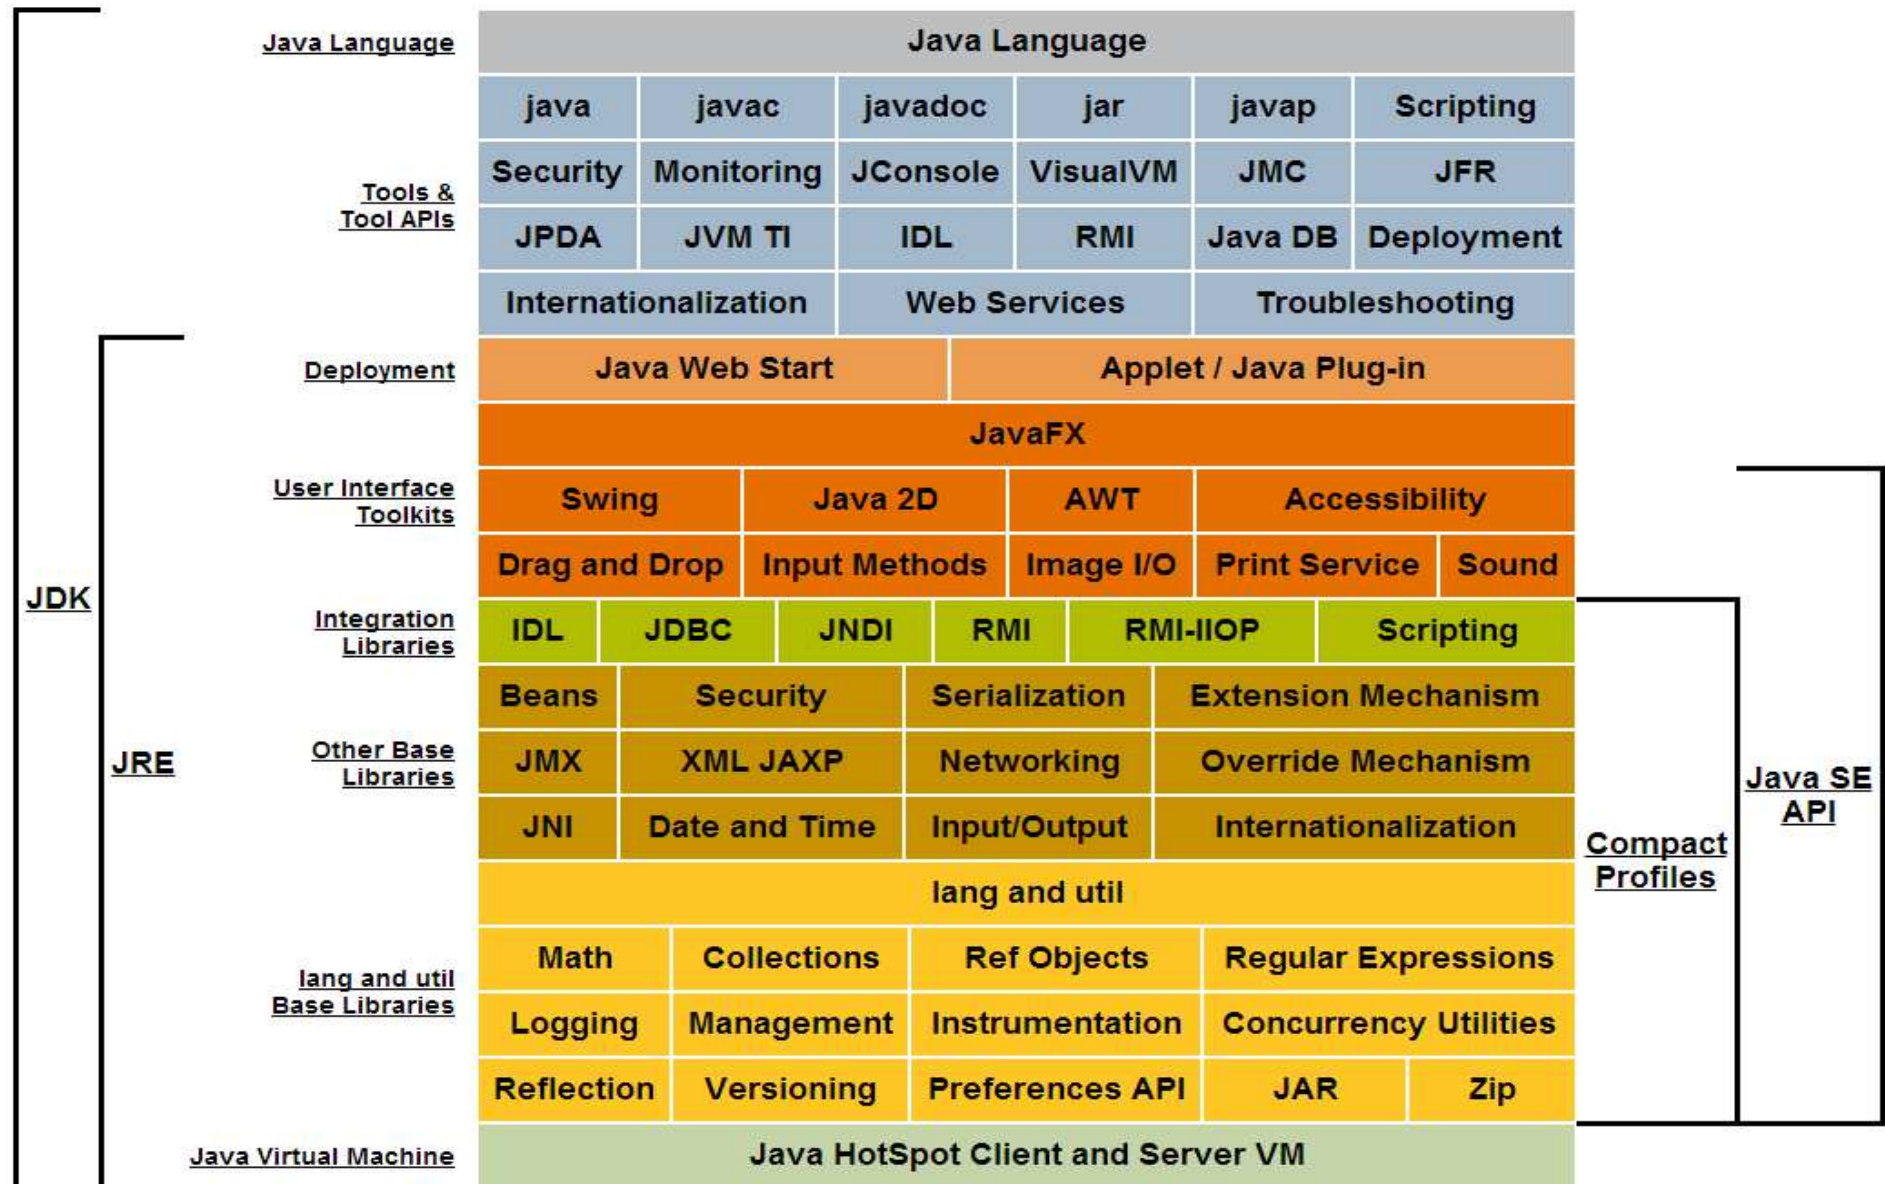 Java Language
Java Language
java javac javadoc jar javap Scripting
Security Monitoring JConsole VisualVM JMC JFR
Tools &
Tool APIs
JPDA JVM TI IDL RMI Java DB Deployment
Internationalization Web Services Troubleshooting
Deployment
Java Web Start Applet / Java Plug-in
JavaFX
User Interface
Toolkits
Swing Java 2D AWT Accessibility
Drag and Drop Input Methods Image I/O Print Service Sound
JDK
Integration
Libraries
IDL JDBC JNDI RMI RMI-IIOP Scripting
Beans Security Serialization Extension Mechanism
JRE
Other Base
Libraries
JMX XML JAXP Networking Override Mechanism
Java SE
API
JNI Date and Time Input/Output Internationalization
Compact
Profiles
lang and util
Math Collections Ref Objects Regular Expressions
lang and util
Base Libraries
Logging Management Instrumentation Concurrency Utilities
Reflection Versioning Preferences API JAR Zip
Java Virtual Machine
Java HotSpot Client and Server VM